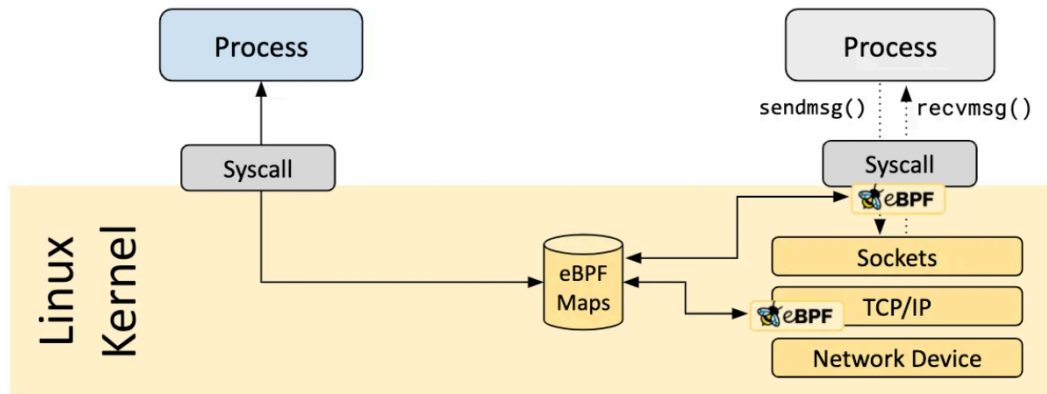 Process
Process
sendmsg()
recvmsg()
Syscall
Syscall
eBPF
Linux
Kernel
eBPF
Maps
Sockets
eBPF
TCP/IP
Network Device